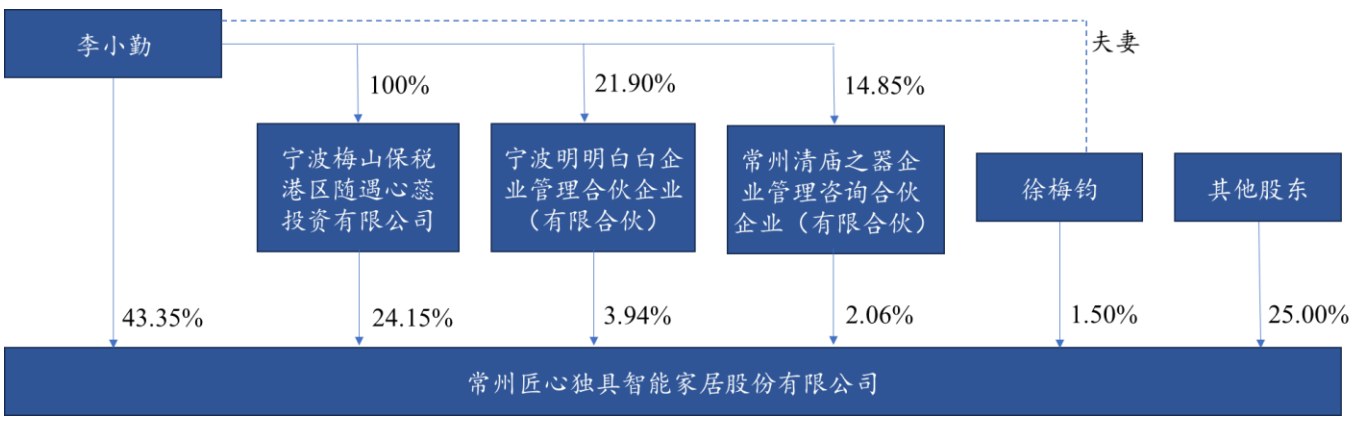 李小勤
夫妻
100%
21.90%
14.85%
宁波梅山保税
港区随遇心蕊
投资有限公司
宁波明明白白企
业管理合伙企业
（有限合伙）
常州清庙之器企
业管理咨询合伙
企业（有限合伙）
徐梅钧
其他股东
43.35%
24.15%
3.94%
2.06%
1.50%
25.00%
常州匠心独具智能家居股份有限公司